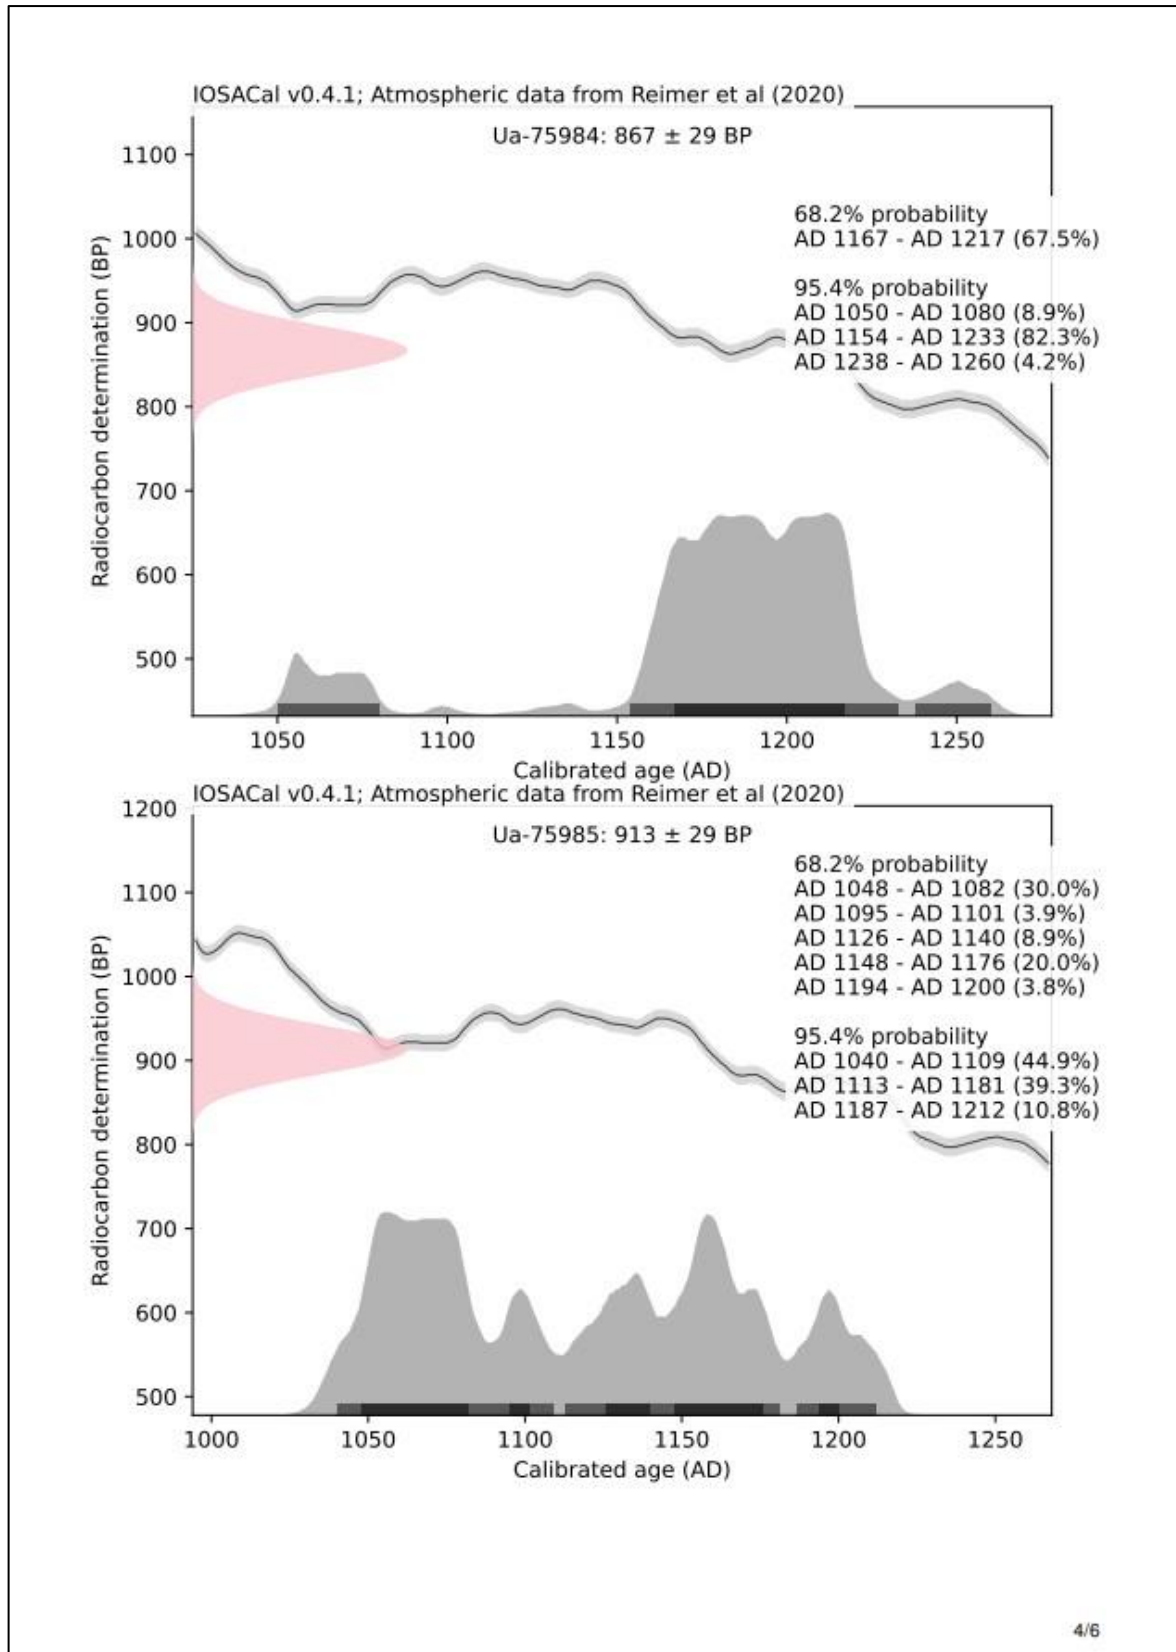 IOSACal v0.4.1; Atmospheric data from Reimer et al (2020)
Ua-75984: 867 ± 29 BP
68.2% probability
AD 1167 - AD 1217 (67.5%)
95.4% probability
AD 1050 - AD 1080 (8.9%)
AD 1154 - AD 1233 (82.3%)
AD 1238 - AD 1260 (4.2%)
Radiocarbon determination (BP)
1100
1000
900
800
700
600
500
1050 1100 1150 1200 1250
Calibrated age (AD)
IOSACal v0.4.1; Atmospheric data from Reimer et al (2020)
Ua-75985: 913 ± 29 BP
68.2% probability
AD 1048 - AD 1082 (30.0%)
AD 1095 - AD 1101 (3.9%)
AD 1126 - AD 1140 (8.9%)
AD 1148 - AD 1176 (20.0%)
AD 1194 - AD 1200 (3.8%)
95.4% probability
AD 1040 - AD 1109 (44.9%)
AD 1113 - AD 1181 (39.3%)
AD 1187 - AD 1212 (10.8%)
Radiocarbon determination (BP)
1200
1100
1000
900
800
700
600
500
1000 1050 1100 1150 1200 1250
Calibrated age (AD)
4/6